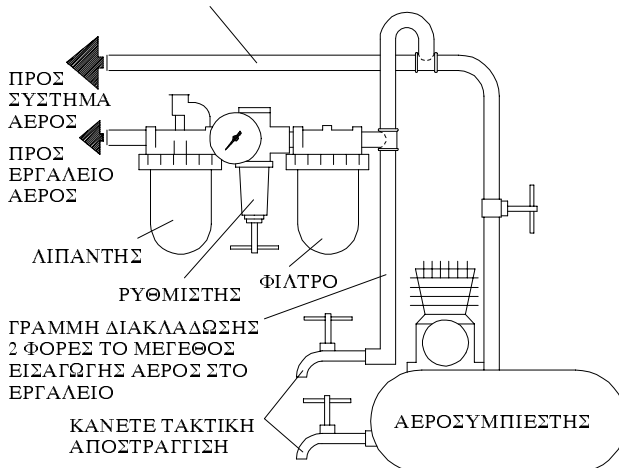 ΠΡΟΣ
ΣΥΣΤΗΜΑ
ΑΕΡΟΣ
ΠΡΟΣ
ΕΡΓΑΛΕΙΟ
ΑΕΡΟΣ
ΛΙΠΑΝΤΗΣ
ΡΥΘΜΙΣΤΗΣ
ΦΙΛΤΡΟ
ΓΡΑΜΜΗ ΔΙΑΚΛΑΔΩΣΗΣ
2 ΦΟΡΕΣ ΤΟ ΜΕΓΕΘΟΣ
ΕΙΣΑΓΩΓΗΣ ΑΕΡΟΣ ΣΤΟ
ΕΡΓΑΛΕΙΟ
ΚΑΝΕΤΕ ΤΑΚΤΙΚΗ
ΑΠΟΣΤΡΑΓΓΙΣΗ
ΑΕΡΟΣΥΜΠΙΕΣΤΗΣ